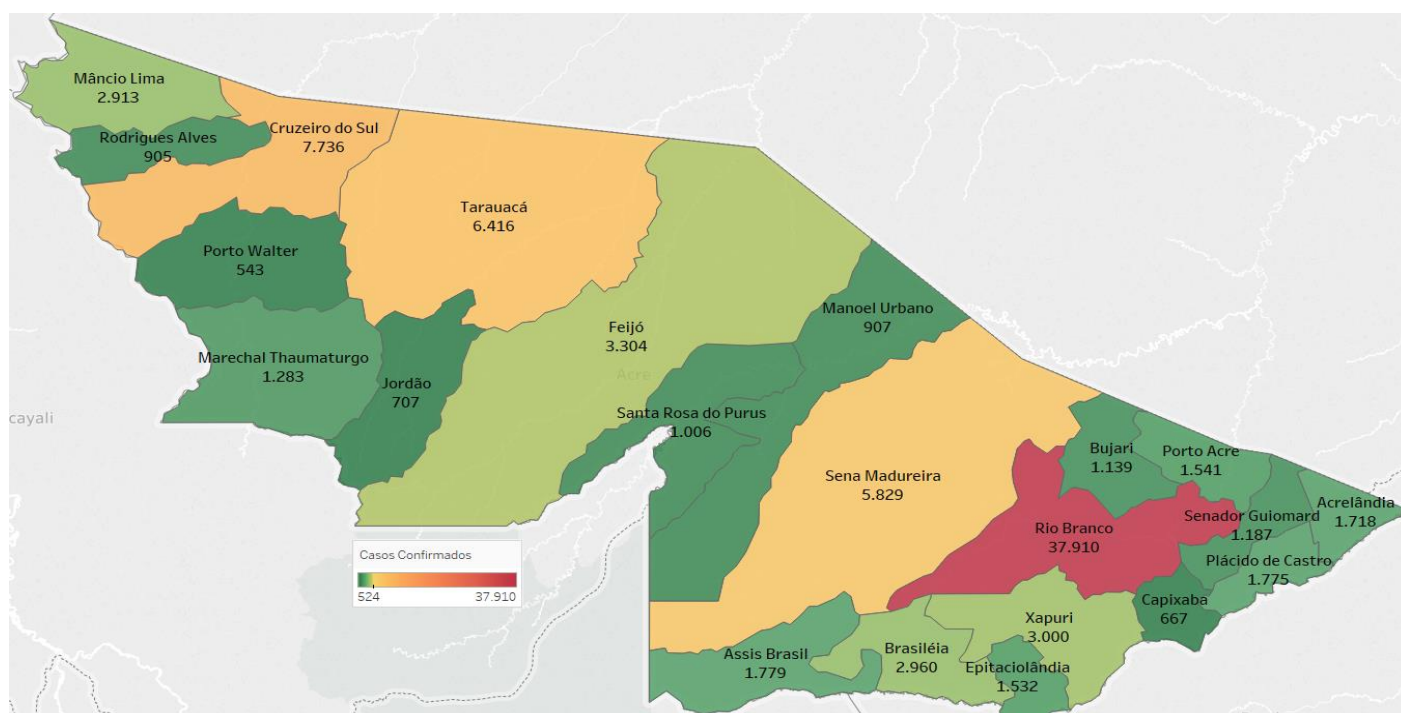 Mâncio Lima
2.913
Rodrigues Alves
905
Cruzeiro do Sul
7.736
Tarauacá
6.416
Porto Walter
543
Marechal Thaumaturgo
1.283
Jordão
707
Feijó
3.304
Acre
Manoel Urbano
907
Santa Rosa do Purus
1.006
cayali
Sena Madureira
5.829
Bujari
1.139
Porto Acre
1.541
Rio Branco
37.910
Senador Guiomard
1.187
Acrelândia
1.718
Plácido de Castro
1.775
Capixaba
667
Xapuri
3.000
Assis Brasil
1.779
Brasiléia
2.960
Epitaciolândia
1.532
Casos Confirmados
524 37.910